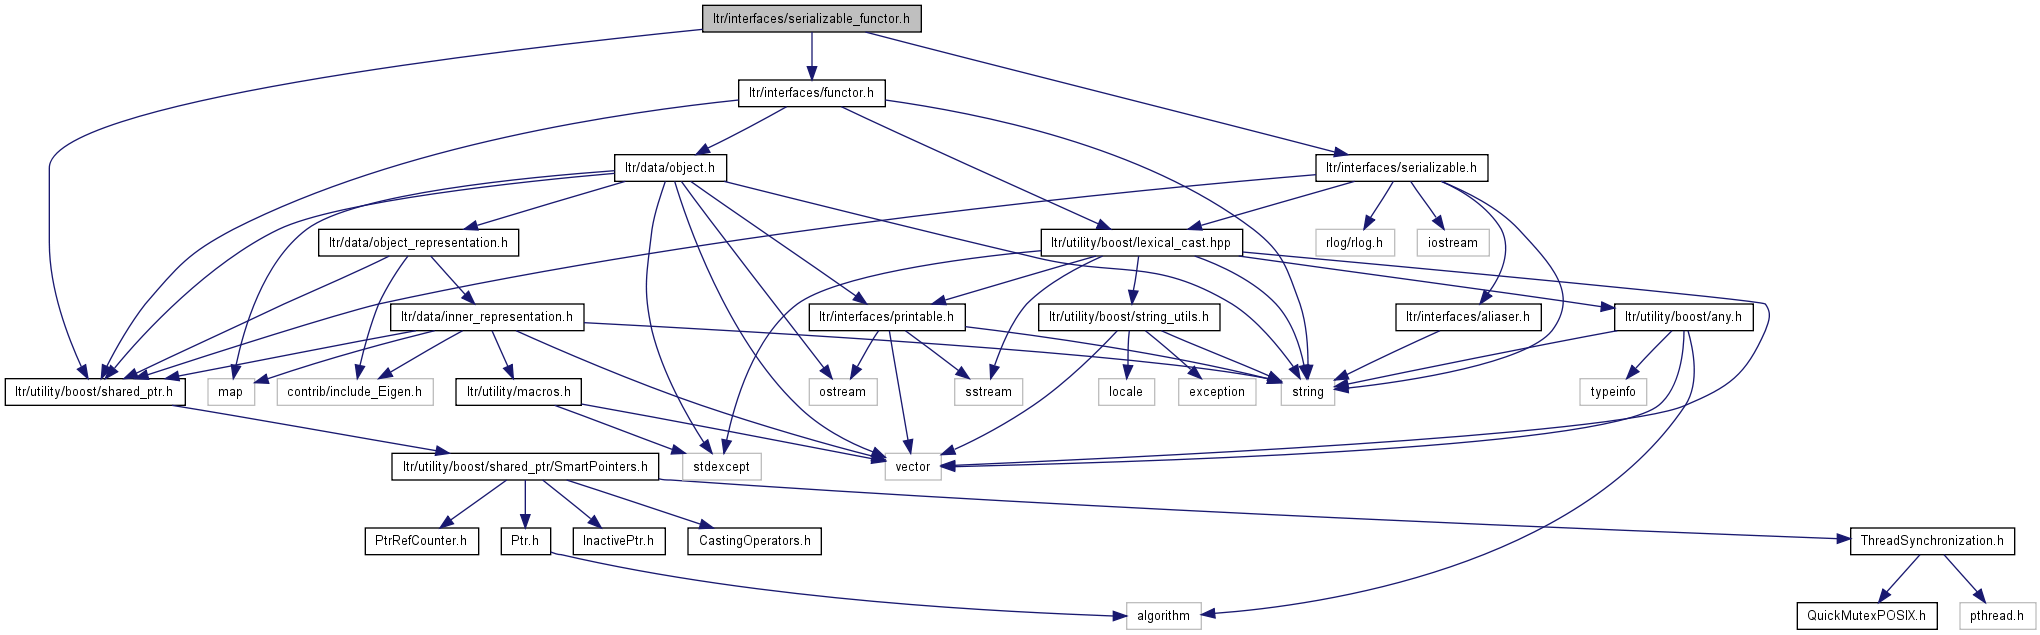 ltr/interfaces/serializable_functor.h
ltr/interfaces/functor.h
ltr/data/object.h
ltr/interfaces/serializable.h
ltr/data/object_representation.h
ltr/utility/boost/lexical_cast.hpp
rlog/rlog.h
iostream
ltr/data/inner_representation.h
ltr/interfaces/printable.h
ltr/utility/boost/string_utils.h
ltr/interfaces/aliaser.h
ltr/utility/boost/any.h
ltr/utility/boost/shared_ptr.h
map
contrib/include_Eigen.h
ltr/utility/macros.h
ostream
sstream
locale
exception
string
typeinfo
ltr/utility/boost/shared_ptr/SmartPointers.h
stdexcept
vector
PtrRefCounter.h
Ptr.h
InactivePtr.h
CastingOperators.h
ThreadSynchronization.h
algorithm
QuickMutexPOSIX.h
pthread.h